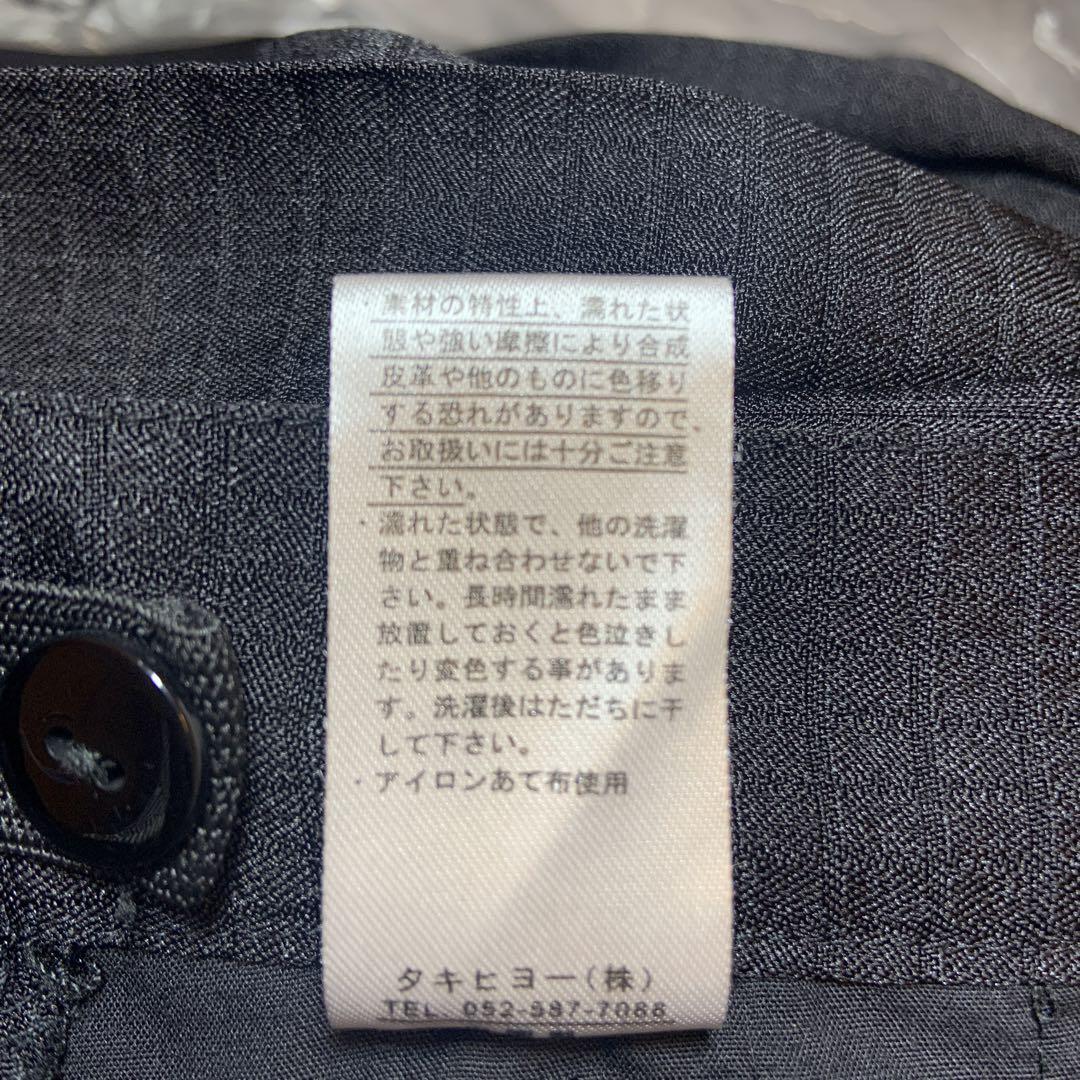 ・素材の特性上、濡れた状
態や強い摩擦により合成
皮革や他のものに色移り
する恐れがありますので、
お取扱いには十分ご注意
下さい。
・濡れた状態で、他の洗濯
物と重ね合わせないで下
さい。長時間濡れたまま
放置しておくと色泣きし
たり変色する事がありま
す。洗濯後はただちに干
して下さい。
・アイロンあて布使用
タキヒヨー(株)
TEL. 052-587-7088